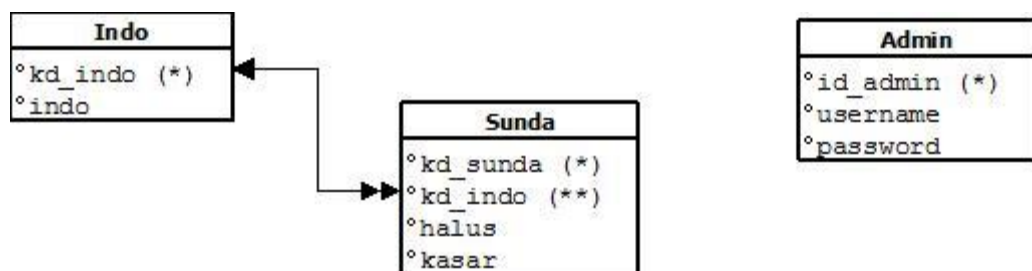 Indo
kd_indo (*)
indo
Sunda
kd_sunda (*)
kd_indo (**)
halus
kasar
Admin
id_admin (*)
username
password